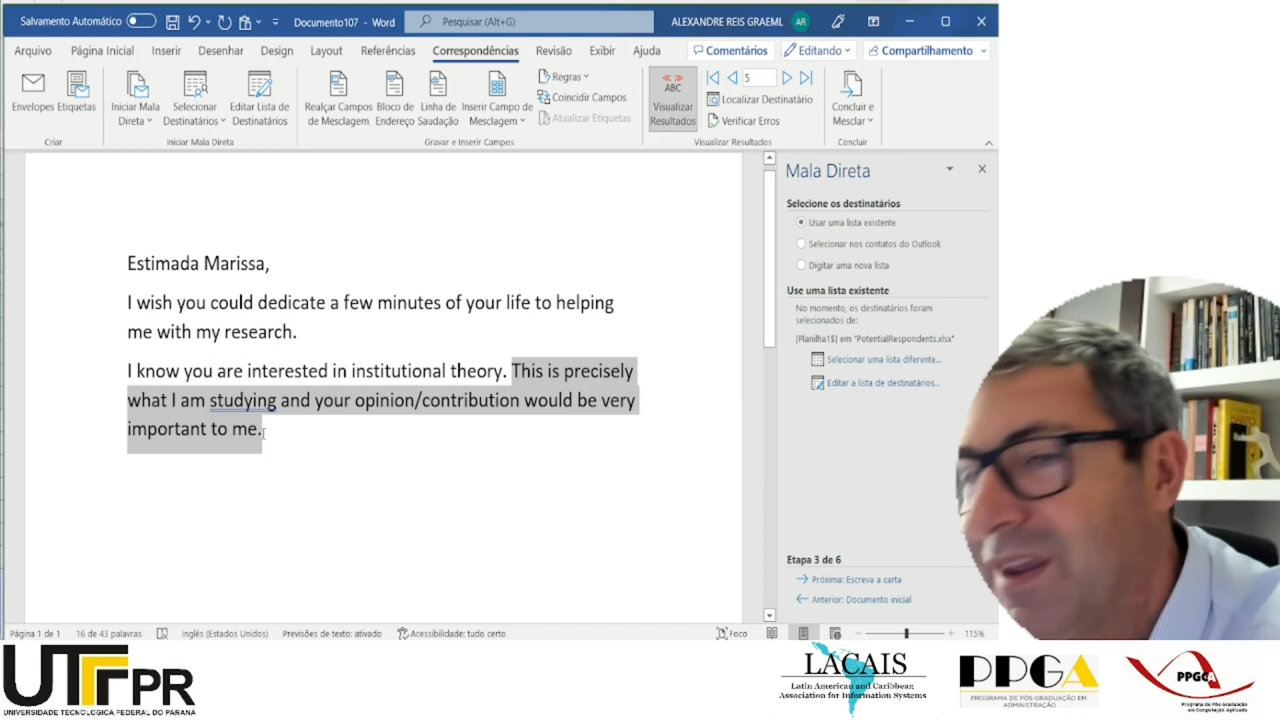 Salvamento Automático
Documento107 - Word
Pesquisar (Alt+G)
ALEXANDRE REIS GRAEML
AR
Arquivo Página Inicial Inserir Desenhar Design Layout Referências Correspondências Revisão Exibir Ajuda
Comentários
Editando
Compartilhamento
Envelopes
Etiquetas
Criar
Iniciar Mala
Direta
Selecionar
Destinatários
Editar Lista de
Destinatários
Iniciar Mala Direta
Realçar Campos
de Mesclagem
Bloco de
Endereço
Linha de
Saudação
Inserir Campo de
Mesclagem
Regras
Coincidir Campos
Atualizar Etiquetas
Gravar e Inserir Campos
ABC
Visualizar
Resultados
5
Localizar Destinatário
Verificar Erros
Visualizar Resultados
Concluir e
Mesclar
Concluir
Estimada Marissa,
I wish you could dedicate a few minutes of your life to helping
me with my research.
I know you are interested in institutional theory. This is precisely
what I am studying and your opinion/contribution would be very
important to me.
Mala Direta
Selecione os destinatários
Usar uma lista existente
Selecionar nos contatos do Outlook
Digitar uma nova lista
Use uma lista existente
No momento, os destinatários foram
selecionados de:
[Planilha1$] em "PotentialRespondents.xlsx"
Selecionar uma lista diferente...
Editar a lista de destinatários...
Etapa 3 de 6
Próxima: Escreva a carta
Anterior: Documento inicial
Página 1 de 1
16 de 43 palavras
Inglês (Estados Unidos)
Previsões de texto: ativado
Acessibilidade: tudo certo
Foco
115%
UTFPR
UNIVERSIDADE TECNOLÓGICA FEDERAL DO PARANÁ
LACAIS
Latin American and Caribbean
Association for Information Systems
PPGA
PROGRAMA DE PÓS-GRADUAÇÃO EM
ADMINISTRAÇÃO
PPGCA
Programa de Pós-Graduação
em Computação Aplicada